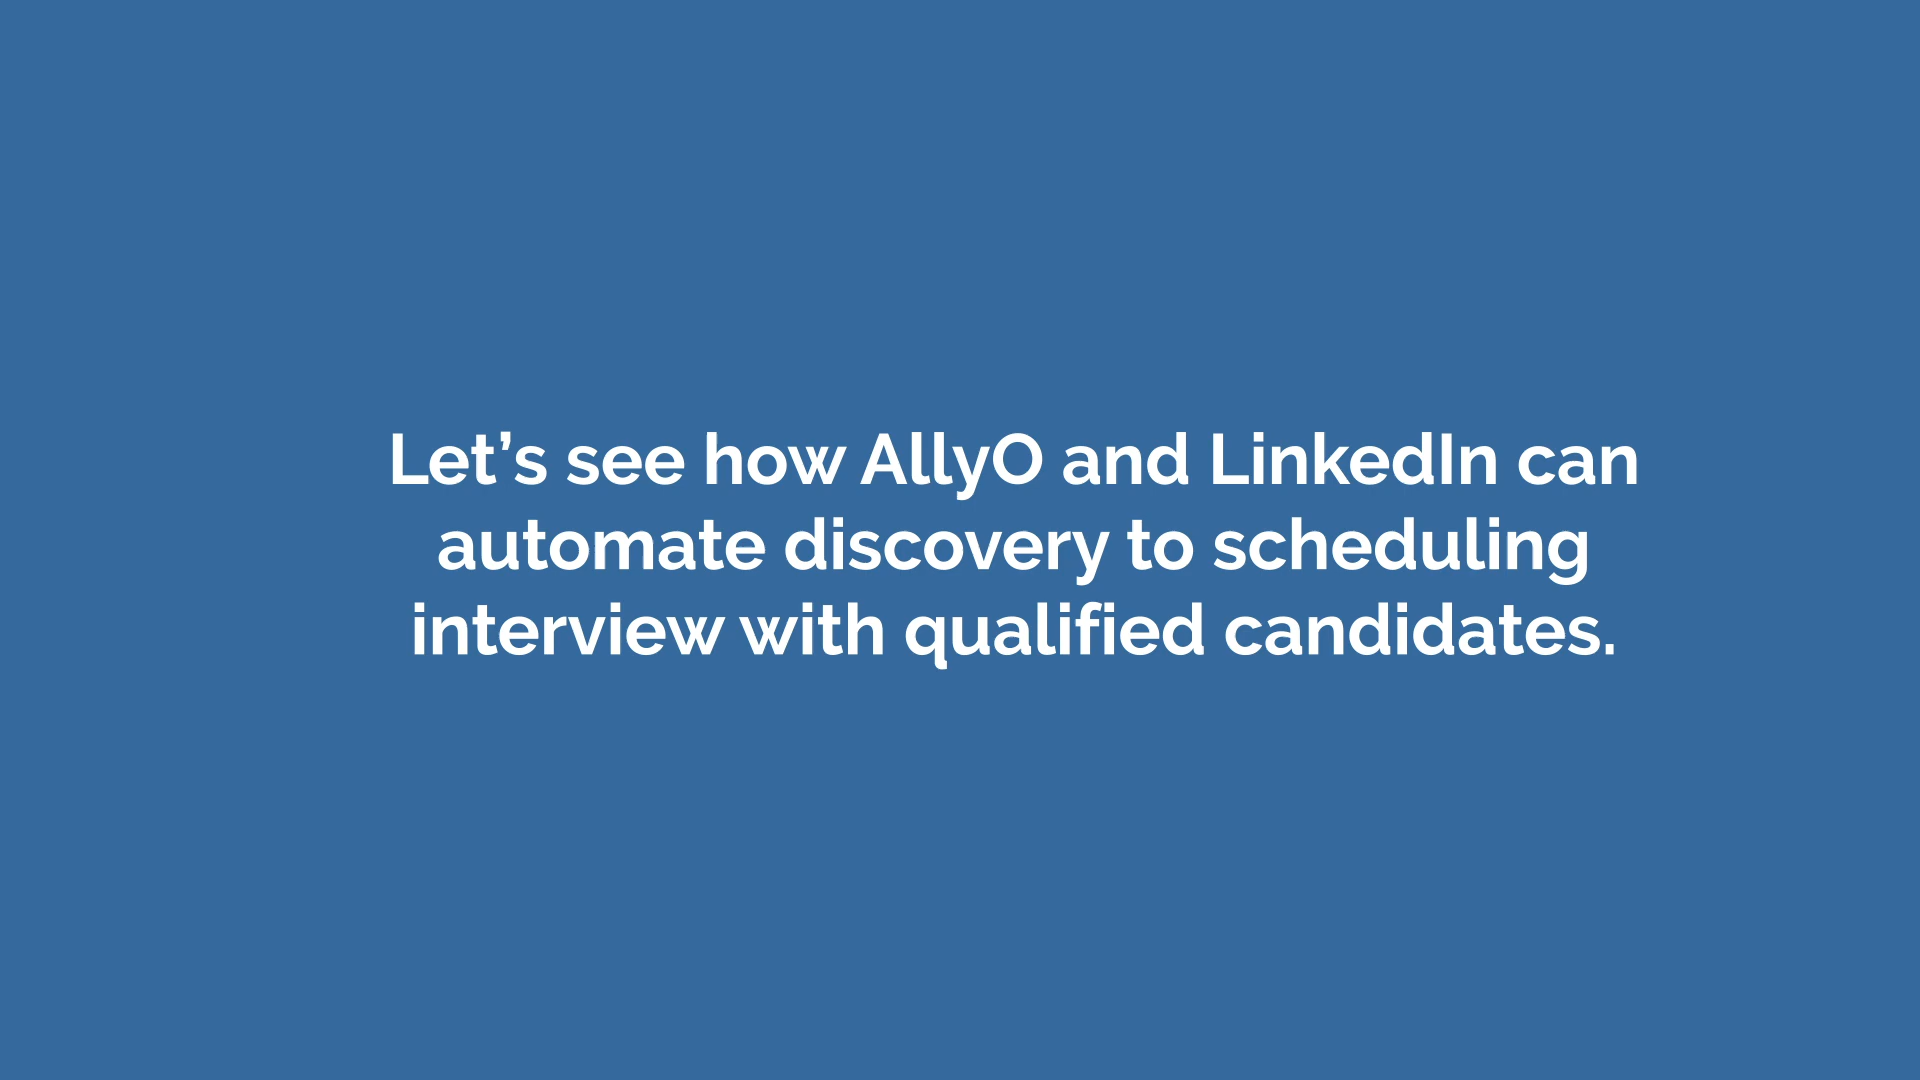 Let’s see how AllyO and LinkedIn can
automate discovery to scheduling
interview with qualified candidates.